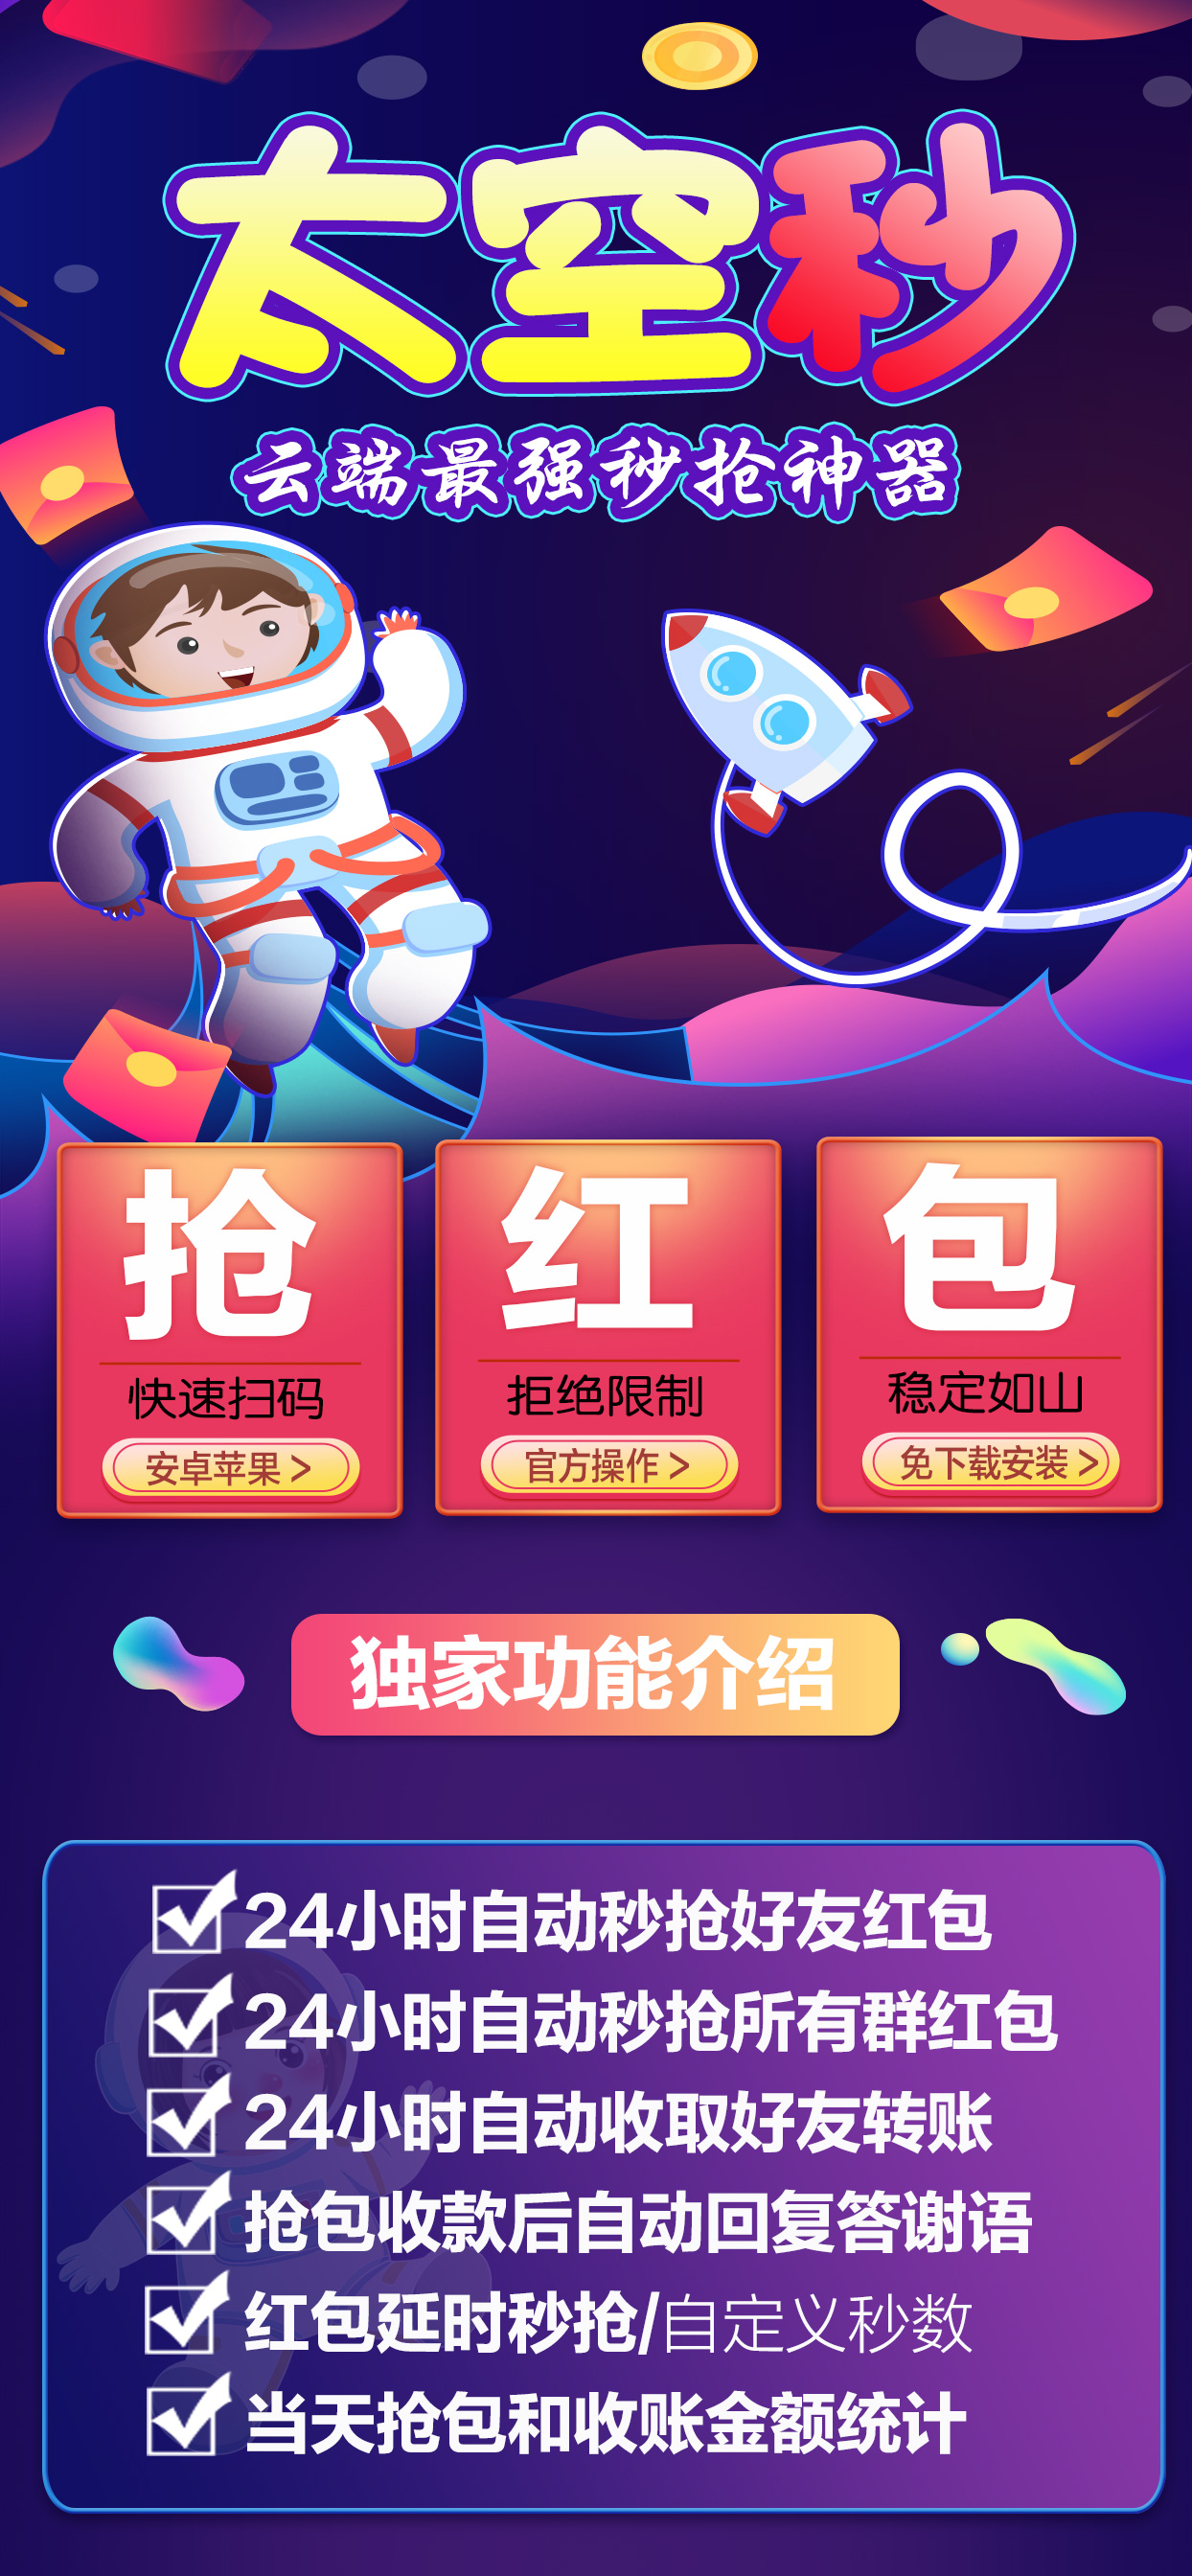 太空秒
云端最强秒抢神器
抢
红
包
快速扫码
拒绝限制
稳定如山
安卓苹果 >
官方操作 >
免下载安装 >
独家功能介绍
24小时自动秒抢好友红包
24小时自动秒抢所有群红包
24小时自动收取好友转账
抢包收款后自动回复答谢语
红包延时秒抢/自定义秒数
当天抢包和收账金额统计